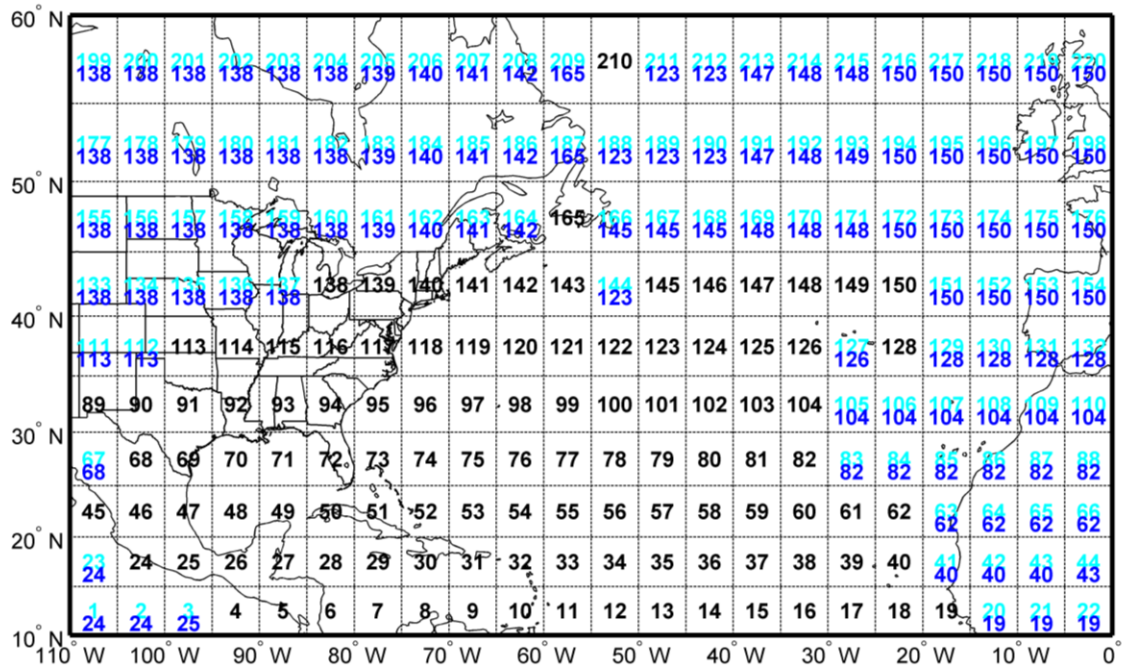 60° N
199 200 201 202 203 204 205 206 207 208 209 210 211 212 213 214 215 216 217 218 219 220
138 138 138 138 138 138 139 140 141 142 165 123 123 147 148 148 150 150 150 150 150
177 178 179 180 181 182 183 184 185 186 187 188 189 190 191 192 193 194 195 196 197 198
138 138 138 138 138 138 139 140 141 142 165 123 123 123 147 148 149 150 150 150 150 150
50° N
155 156 157 158 159 160 161 162 163 164 165 166 167 168 169 170 171 172 173 174 175 176
138 138 138 138 138 138 139 140 141 142 145 145 145 148 148 148 150 150 150 150 150
133 134 135 136 137 138 139 140 141 142 143 144 145 146 147 148 149 150 151 152 153 154
138 138 138 138 138 123 150 150 150 150
40° N
111 112 113 114 115 116 117 118 119 120 121 122 123 124 125 126 127 128 129 130 131 132
113 113 126 128 128 128 128
89 90 91 92 93 94 95 96 97 98 99 100 101 102 103 104 105 106 107 108 109 110
104 104 104 104 104 104
30° N
67 68 69 70 71 72 73 74 75 76 77 78 79 80 81 82 83 84 85 86 87 88
68 82 82 82 82 82 82
45 46 47 48 49 50 51 52 53 54 55 56 57 58 59 60 61 62 63 64 65 66
62 62 62 62
20° N
23 24 25 26 27 28 29 30 31 32 33 34 35 36 37 38 39 40 41 42 43 44
24 40 40 40 43
1 2 3 4 5 6 7 8 9 10 11 12 13 14 15 16 17 18 19 20 21 22
24 24 25 19 19 19
10° N
110° W 100° W 90° W 80° W 70° W 60° W 50° W 40° W 30° W 20° W 10° W 0°